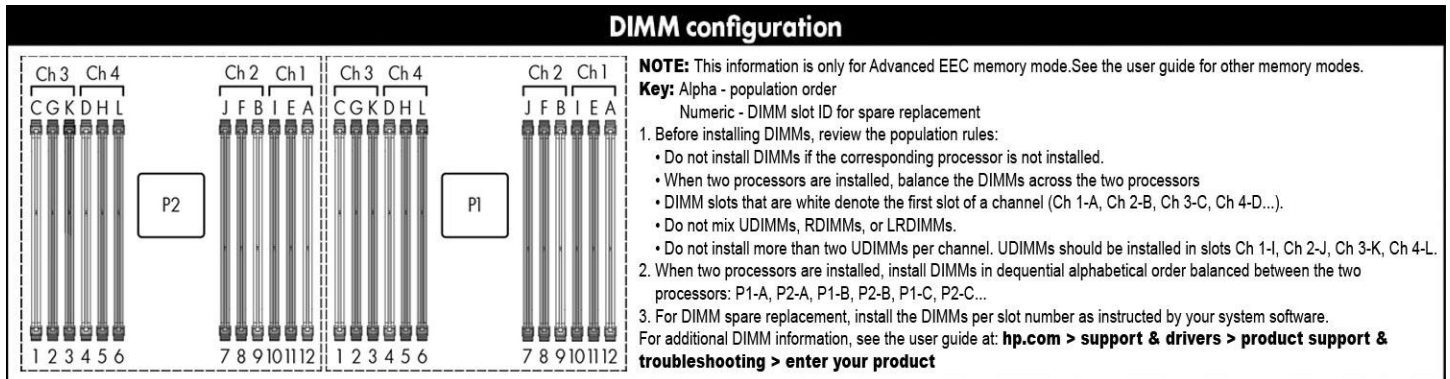 DIMM configuration
Ch 3 Ch 4 Ch 2 Ch 1 Ch 3 Ch 4 Ch 2 Ch 1
C G K D H L J F B I E A C G K D H L J F B I E A
P2 P1
1 2 3 4 5 6 7 8 9 10 11 12 1 2 3 4 5 6 7 8 9 10 11 12
NOTE: This information is only for Advanced EEC memory mode.See the user guide for other memory modes.
Key: Alpha - population order
Numeric - DIMM slot ID for spare replacement
1. Before installing DIMMs, review the population rules:
• Do not install DIMMs if the corresponding processor is not installed.
• When two processors are installed, balance the DIMMs across the two processors
• DIMM slots that are white denote the first slot of a channel (Ch 1-A, Ch 2-B, Ch 3-C, Ch 4-D...).
• Do not mix UDIMMs, RDIMMs, or LRDIMMs.
• Do not install more than two UDIMMs per channel. UDIMMs should be installed in slots Ch 1-I, Ch 2-J, Ch 3-K, Ch 4-L.
2. When two processors are installed, install DIMMs in dequential alphabetical order balanced between the two
processors: P1-A, P2-A, P1-B, P2-B, P1-C, P2-C...
3. For DIMM spare replacement, install the DIMMs per slot number as instructed by your system software.
For additional DIMM information, see the user guide at: hp.com > support & drivers > product support &
troubleshooting > enter your product